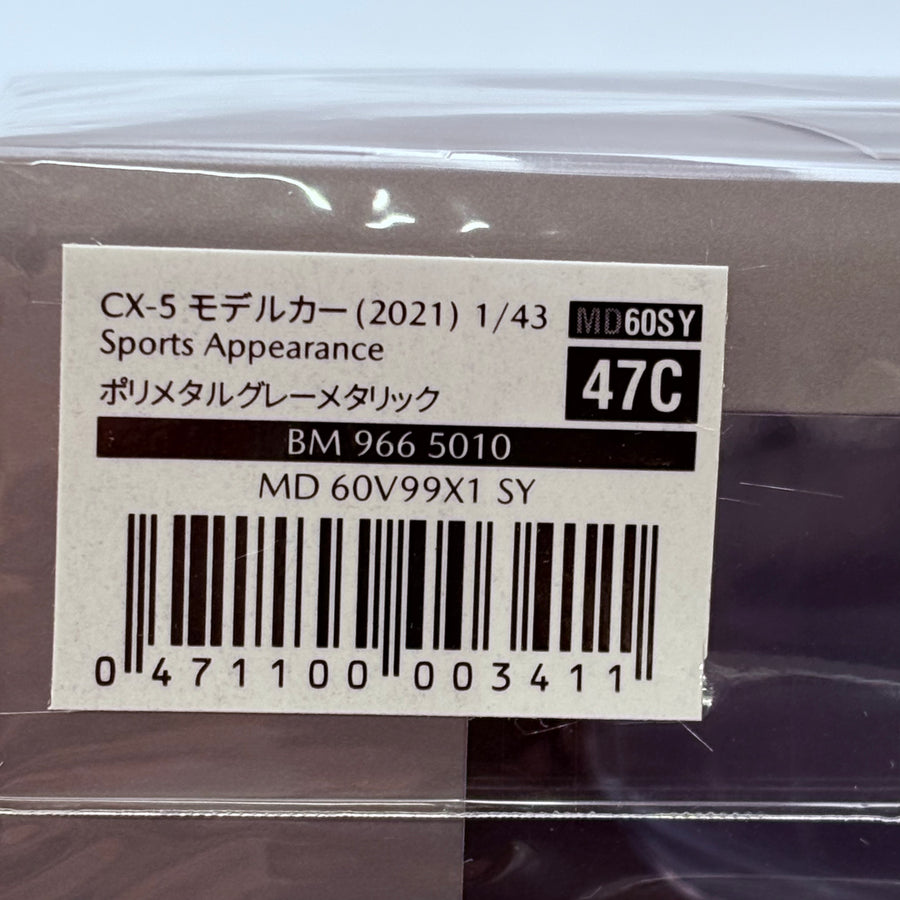 CX-5 モデルカー (2021) 1/43
Sports Appearance
ポリメタルグレーメタリック
MD60SY
47C
BM 966 5010
MD 60V99X1 SY
0 471100 003411